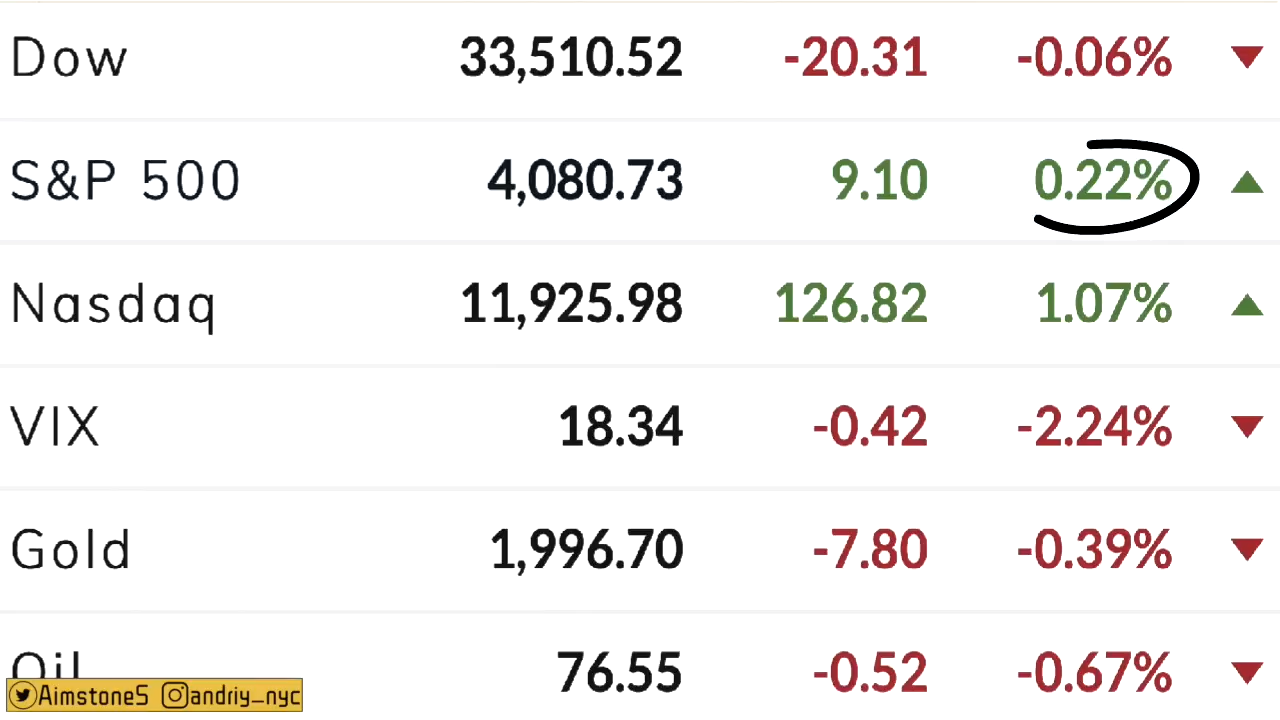 Dow 33,510.52 -20.31 -0.06%
S&P 500 4,080.73 9.10 0.22%
Nasdaq 11,925.98 126.82 1.07%
VIX 18.34 -0.42 -2.24%
Gold 1,996.70 -7.80 -0.39%
Oil 76.55 -0.52 -0.67%
Aimstone5 andriy_nyc